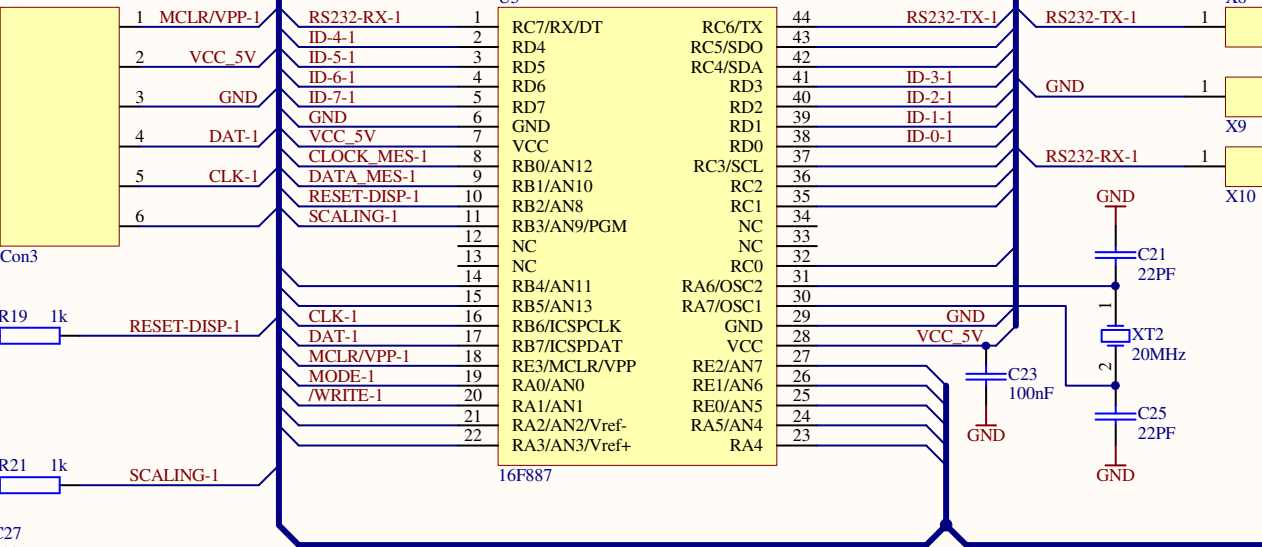 1 MCLR/VPP-1
2 VCC_5V
3 GND
4 DAT-1
5 CLK-1
6
Con3
R19 1k
RESET-DISP-1
R21 1k
SCALING-1
C27
RS232-RX-1 1 RC7/RX/DT
ID-4-1 2 RD4
ID-5-1 3 RD5
ID-6-1 4 RD6
ID-7-1 5 RD7
GND 6 GND
VCC_5V 7 VCC
CLOCK_MES-1 8 RB0/AN12
DATA_MES-1 9 RB1/AN10
RESET-DISP-1 10 RB2/AN8
SCALING-1 11 RB3/AN9/PGM
12 NC
13 NC
14 RB4/AN11
15 RB5/AN13
CLK-1 16 RB6/ICSPCLK
DAT-1 17 RB7/ICSPDAT
MCLR/VPP-1 18 RE3/MCLR/VPP
MODE-1 19 RA0/AN0
/WRITE-1 20 RA1/AN1
21 RA2/AN2/Vref-
22 RA3/AN3/Vref+
16F887
RC6/TX 44 RS232-TX-1
RC5/SDO 43
RC4/SDA 42
RD3 41 ID-3-1
RD2 40 ID-2-1
RD1 39 ID-1-1
RD0 38 ID-0-1
RC3/SCL 37
RC2 36
RC1 35
NC 34
NC 33
RC0 32
RA6/OSC2 31
RA7/OSC1 30
GND 29 GND
VCC 28 VCC_5V
RE2/AN7 27
RE1/AN6 26
RE0/AN5 25
RA5/AN4 24
RA4 23
C23
100nF
GND
RS232-TX-1 1
GND 1
X9
RS232-RX-1 1
X10
GND
C21
22PF
1
XT2
20MHz
2
C25
22PF
GND